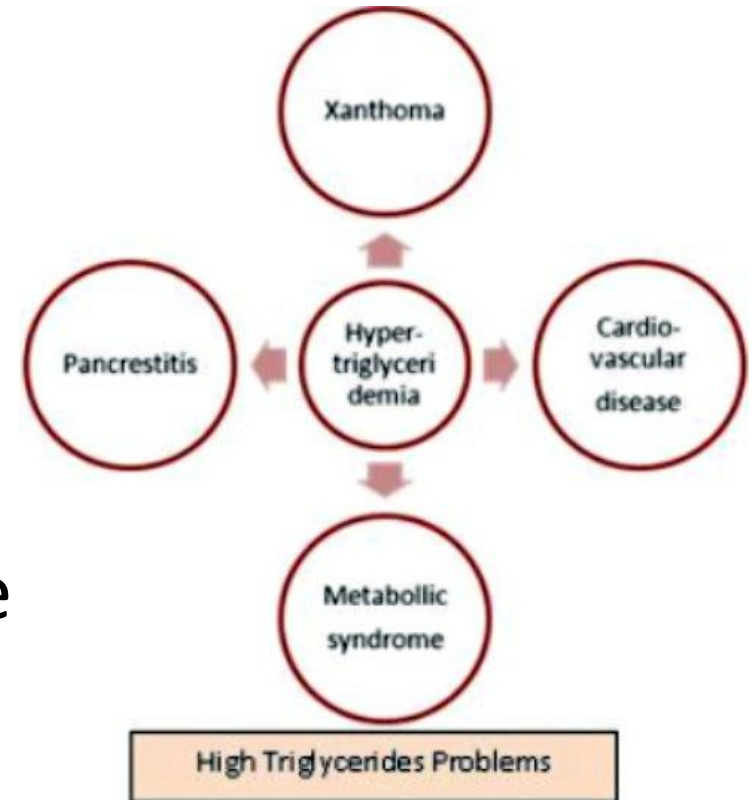 Xanthoma
Pancrestitis
Hyper-
triglyceri
demia
Cardio-
vascular
disease
e
Metabollic
syndrome
High Triglycerides Problems